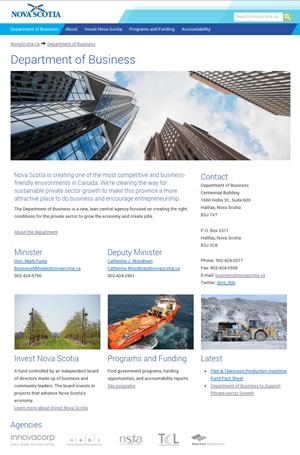 NOVA SCOTIA
Search novascotia.ca
Department of Business About Invest Nova Scotia Programs and Funding Accountability
NovaScotia.ca Department of Business
Department of Business
Nova Scotia is creating one of the most competitive and business-
friendly environments in Canada. We're clearing the way for
sustainable private sector growth to make this province a more
attractive place to do business and encourage entrepreneurship.
The Department of Business is a new, lean central agency focused on creating the right
conditions for the private sector to grow the economy and create jobs.
About the department
Contact
Department of Business
Centennial Building
1660 Hollis St., Suite 600
Halifax, Nova Scotia
B3J 1V7
P.O. Box 2311
Halifax, Nova Scotia
B3J 3C8
Phone: 902-424-0377
Fax: 902-424-0500
E-mail: business@novascotia.ca
Twitter:
Minister
Hon. Mark Furey
BusinessMinister@novascotia.ca
902-424-5790
Deputy Minister
Catherine J. Woodman
Catherine.Woodman@novascotia.ca
902-424-2901
Invest Nova Scotia
A fund controlled by an independent board
of directors made up of business and
community leaders. The board invests in
projects that advance Nova Scotia's
economy.
Learn more about Invest Nova Scotia
Programs and Funding
Find government programs, funding
opportunities, and accountability reports
See programs
Latest
Film & Television Production Incentive
Fund Fact Sheet
Department of Business to Support
Private-sector Growth
Agencies
innovacorp
nsbi
nsta
TCL